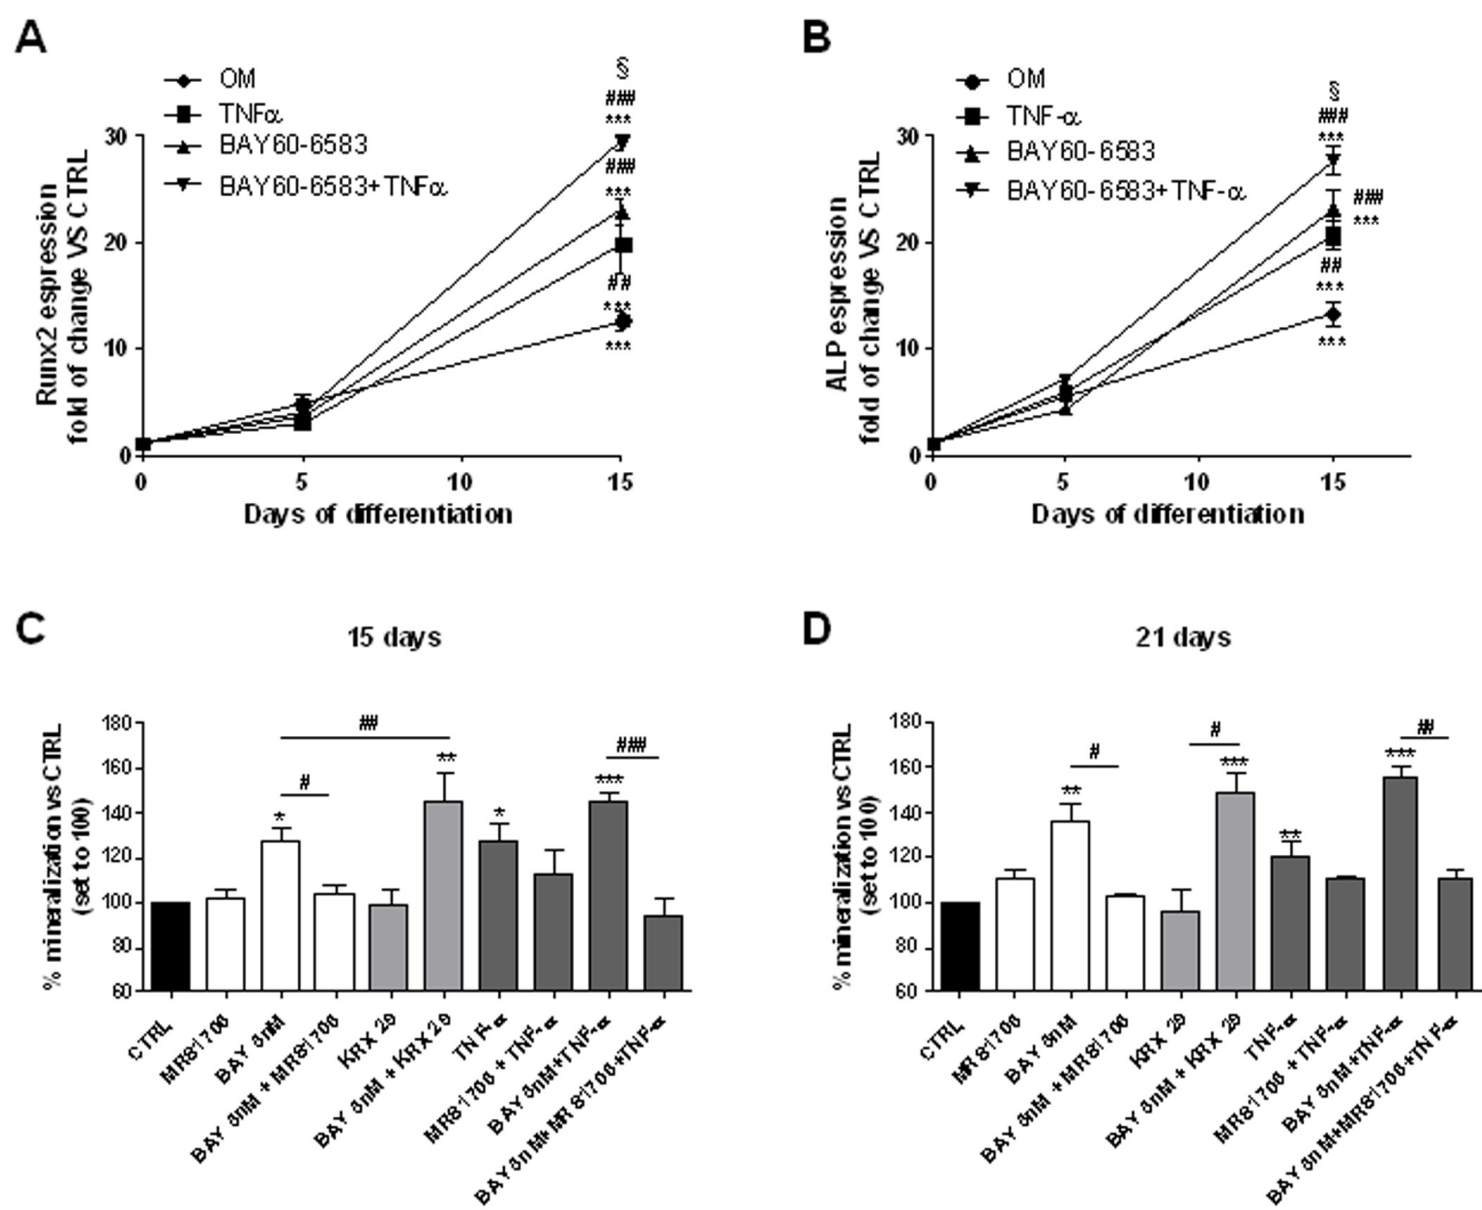 A
OM
TNFα
BAY60-6583
BAY60-6583+TNFα
§
###
***
###
***
##
***
***
Runx2 espression
fold of change VS CTRL
30
20
10
0
0 5 10 15
Days of differentiation
B
OM
TNF-α
BAY60-6583
BAY60-6583+TNF-α
§
###
***
###
***
##
***
***
ALP espression
fold of change VS CTRL
30
20
10
0
0 5 10 15
Days of differentiation
C
15 days
% mineralization vs CTRL
(set to 100)
180
160
140
120
100
80
60
##
#
###
*
**
*
***
CTRL
MRS1706
BAY 5nM
BAY 5nM + MRS1706
KRX 29
BAY 5nM + KRX 29
TNF-α
MRS1706 + TNF-α
BAY 5nM+TNF-α
BAY 5nM+MRS1706+TNF-α
D
21 days
% mineralization vs CTRL
(set to 100)
180
160
140
120
100
80
60
#
#
##
**
***
**
***
CTRL
MRS1706
BAY 5nM
BAY 5nM + MRS1706
KRX 29
BAY 5nM + KRX 29
TNF-α
MRS1706 + TNF-α
BAY 5nM+TNF-α
BAY 5nM+MRS1706+TNF-α